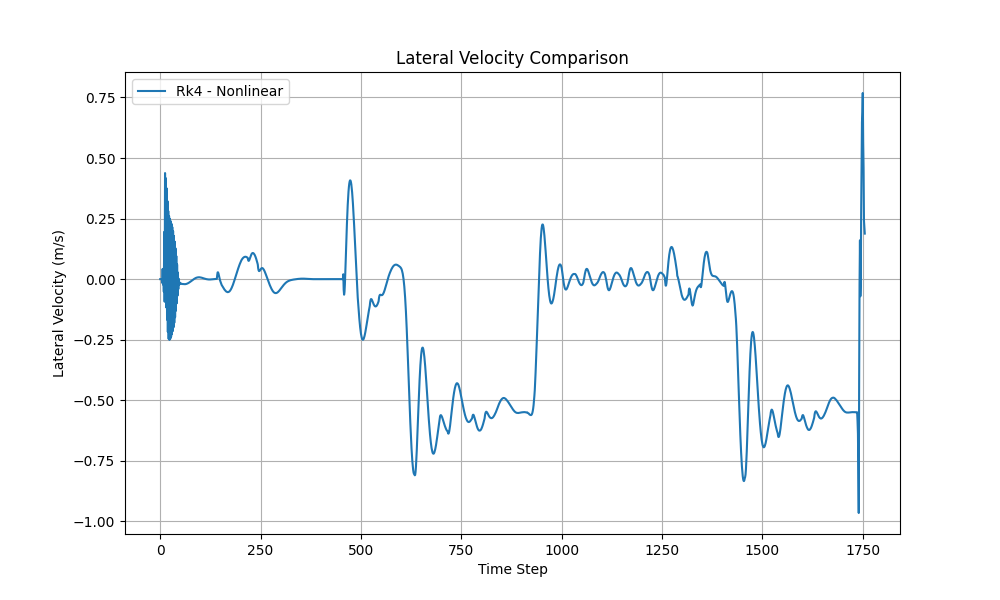 Lateral Velocity Comparison
Rk4 - Nonlinear
Lateral Velocity (m/s)
0.75
0.50
0.25
0.00
−0.25
−0.50
−0.75
−1.00
0 250 500 750 1000 1250 1500 1750
Time Step